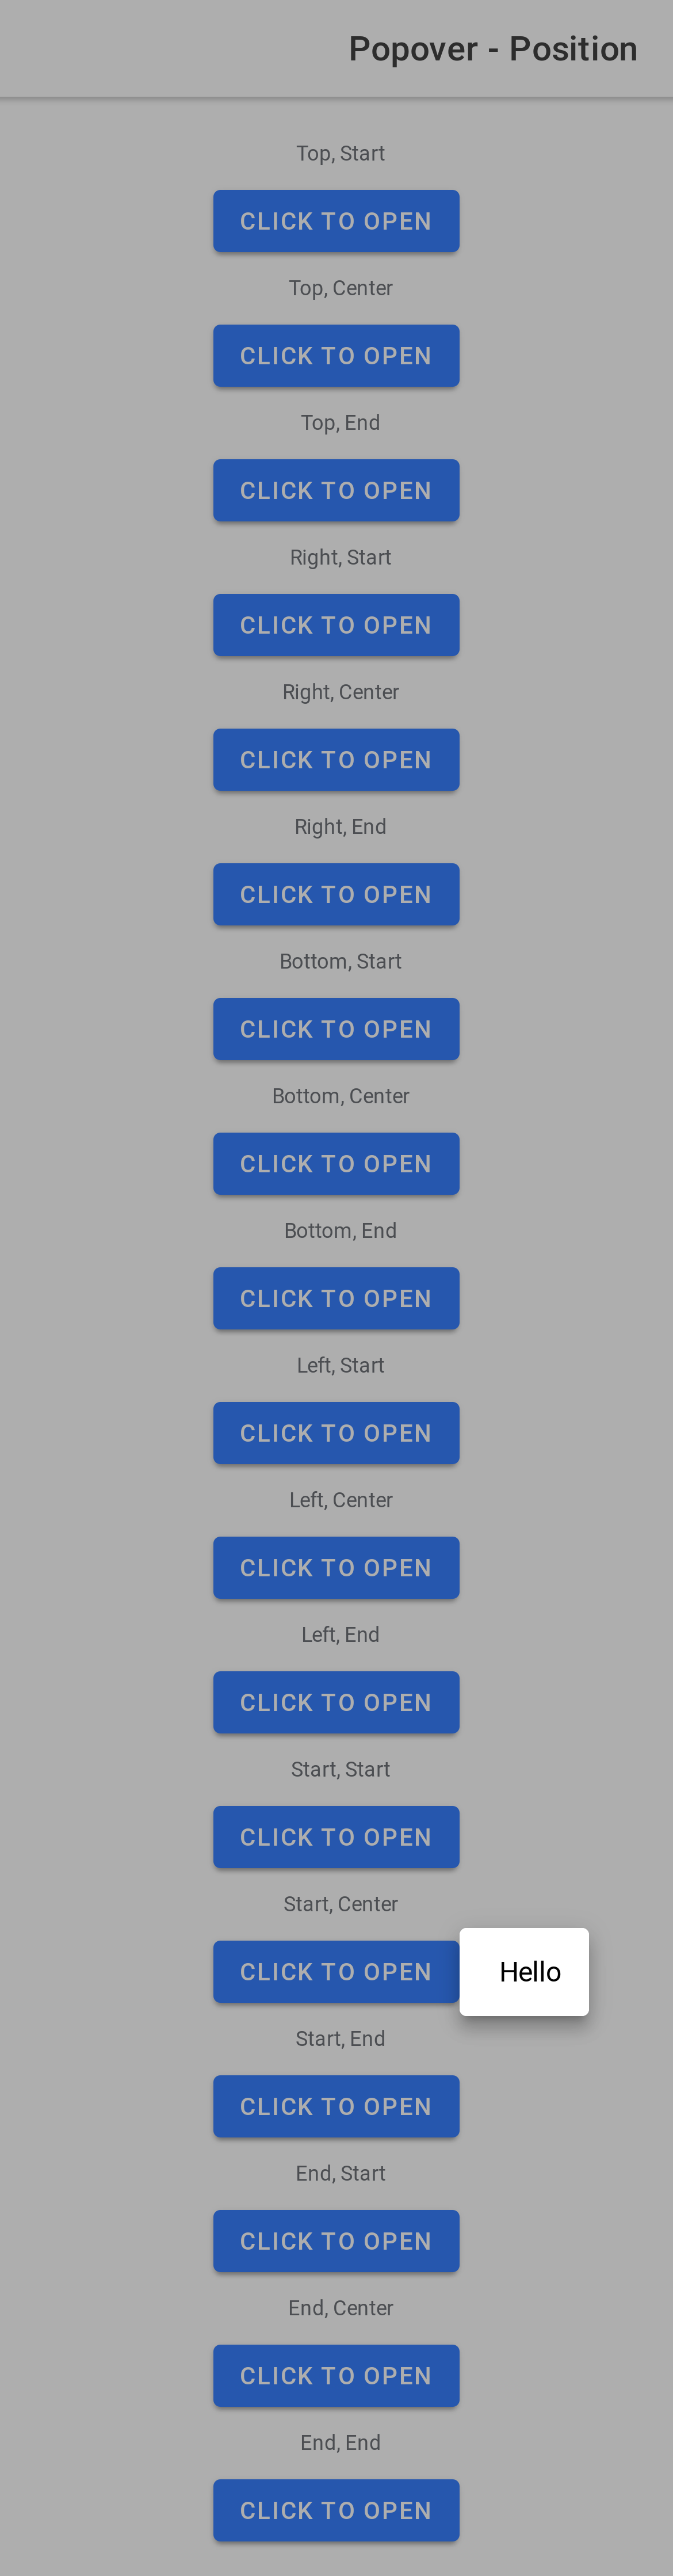 Popover - Position
Top, Start
CLICK TO OPEN
Top, Center
CLICK TO OPEN
Top, End
CLICK TO OPEN
Right, Start
CLICK TO OPEN
Right, Center
CLICK TO OPEN
Right, End
CLICK TO OPEN
Bottom, Start
CLICK TO OPEN
Bottom, Center
CLICK TO OPEN
Bottom, End
CLICK TO OPEN
Left, Start
CLICK TO OPEN
Left, Center
CLICK TO OPEN
Left, End
CLICK TO OPEN
Start, Start
CLICK TO OPEN
Start, Center
CLICK TO OPEN
Hello
Start, End
CLICK TO OPEN
End, Start
CLICK TO OPEN
End, Center
CLICK TO OPEN
End, End
CLICK TO OPEN